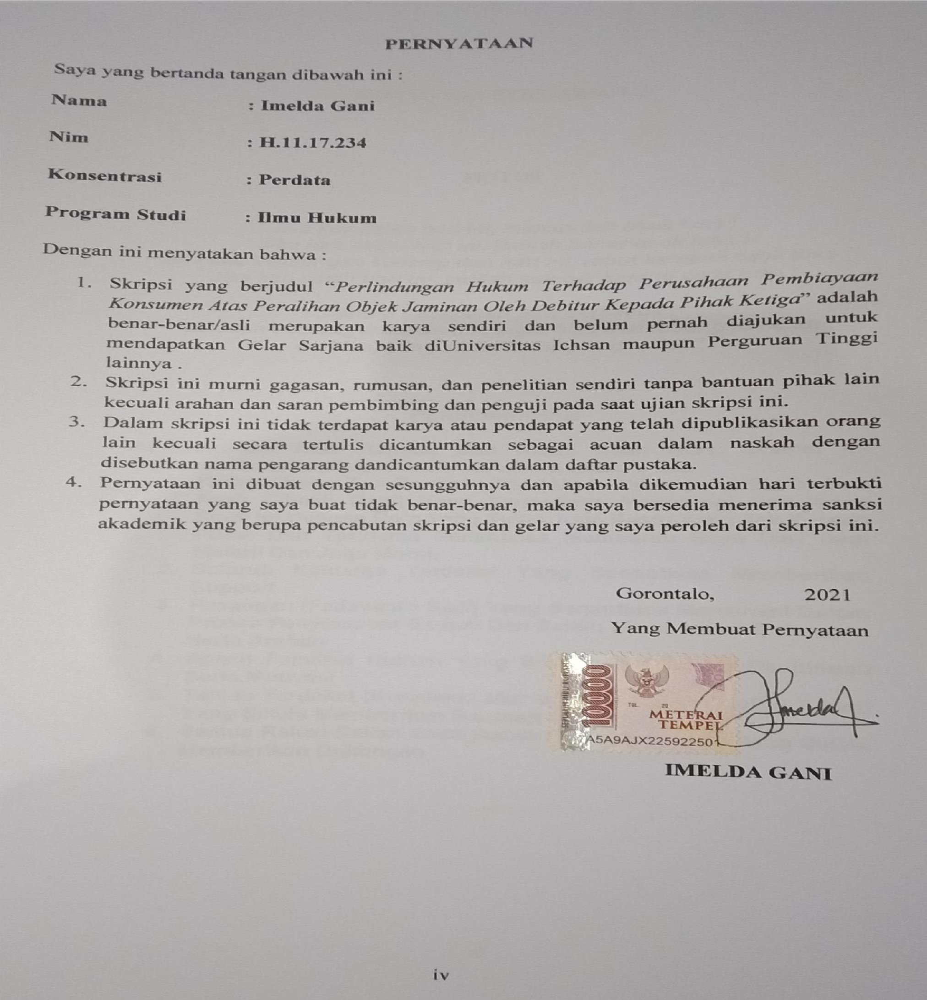 PERNYATAAN
Saya yang bertanda tangan dibawah ini :
Nama : Imelda Gani
Nim : H.11.17.234
Konsentrasi : Perdata
Program Studi : Ilmu Hukum
Dengan ini menyatakan bahwa :
1. Skripsi yang berjudul “Perlindungan Hukum Terhadap Perusahaan Pembiayaan
Konsumen Atas Peralihan Objek Jaminan Oleh Debitur Kepada Pihak Ketiga” adalah
benar-benar/asli merupakan karya sendiri dan belum pernah diajukan untuk
mendapatkan Gelar Sarjana baik diUniversitas Ichsan maupun Perguruan Tinggi
lainnya .
2. Skripsi ini murni gagasan, rumusan, dan penelitian sendiri tanpa bantuan pihak lain
kecuali arahan dan saran pembimbing dan penguji pada saat ujian skripsi ini.
3. Dalam skripsi ini tidak terdapat karya atau pendapat yang telah dipublikasikan orang
lain kecuali secara tertulis dicantumkan sebagai acuan dalam naskah dengan
disebutkan nama pengarang dandicantumkan dalam daftar pustaka.
4. Pernyataan ini dibuat dengan sesungguhnya dan apabila dikemudian hari terbukti
pernyataan yang saya buat tidak benar-benar, maka saya bersedia menerima sanksi
akademik yang berupa pencabutan skripsi dan gelar yang saya peroleh dari skripsi ini.
Gorontalo, 2021
Yang Membuat Pernyataan
SEPULUH RIBU RUPIAH
10000
TGL. 20
METERAI
TEMPEL
A5A9AJX225922501
Imelda
IMELDA GANI
iv